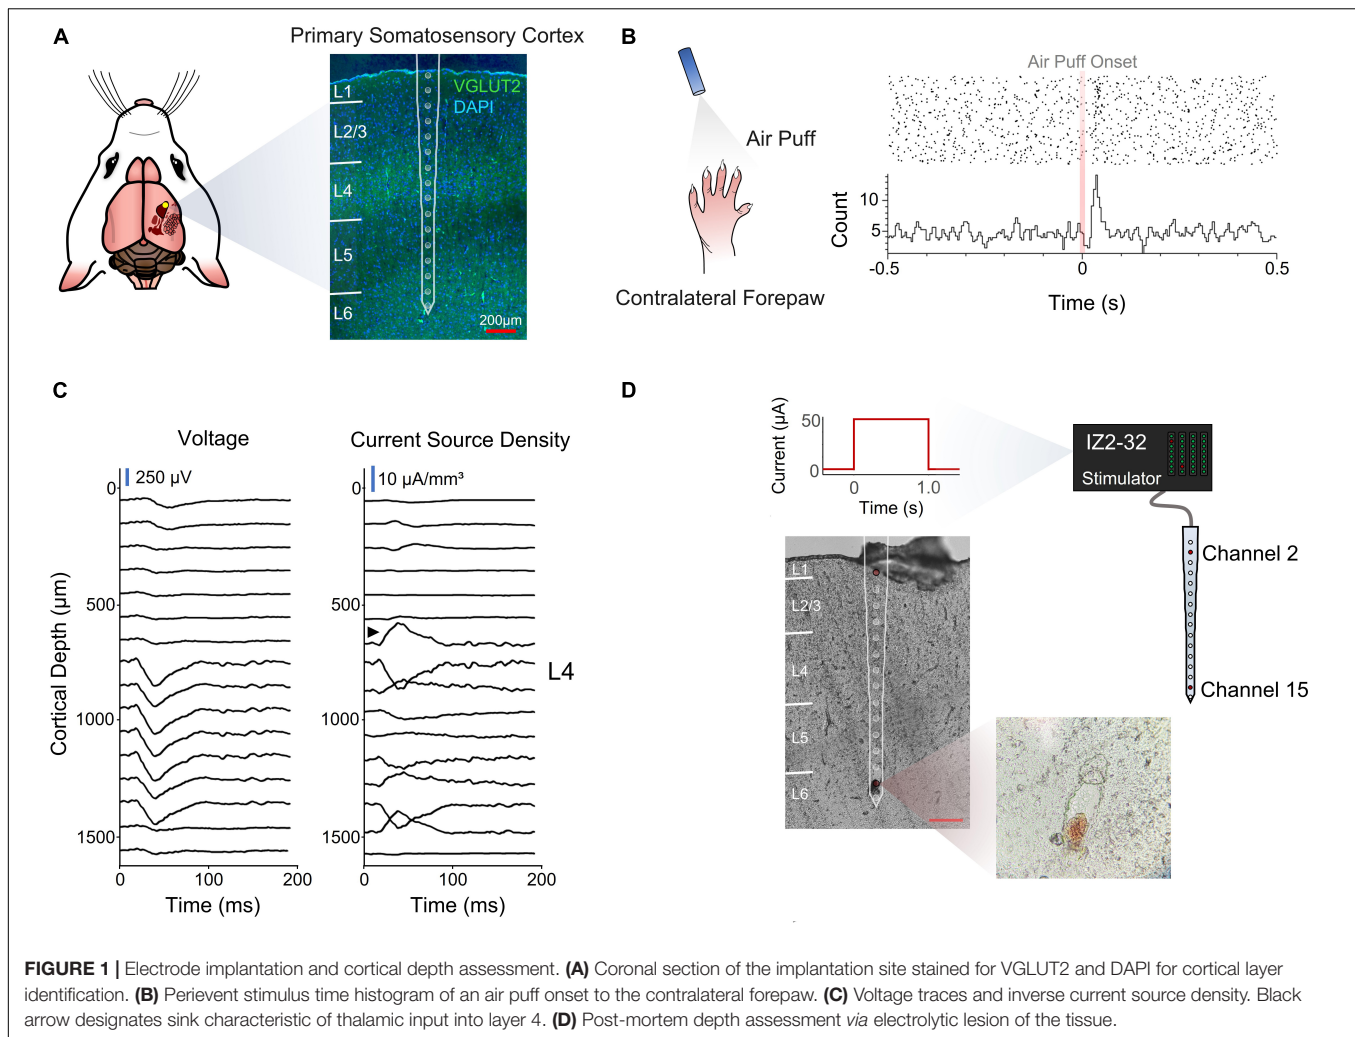 A
Primary Somatosensory Cortex
VGLUT2
DAPI
L1
L2/3
L4
L5
L6
200µm
B
Air Puff
Contralateral Forepaw
Air Puff Onset
Count
10
5
-0.5
0
0.5
Time (s)
C
Voltage
Current Source Density
250 µV
10 µA/mm³
Cortical Depth (µm)
0
500
1000
1500
0
500
1000
1500
L4
0
100
200
0
100
200
Time (ms)
Time (ms)
D
Current (µA)
50
0
0
1.0
Time (s)
IZ2-32
Stimulator
Channel 2
Channel 15
L1
L2/3
L4
L5
L6
FIGURE 1 | Electrode implantation and cortical depth assessment. (A) Coronal section of the implantation site stained for VGLUT2 and DAPI for cortical layer
identification. (B) Perievent stimulus time histogram of an air puff onset to the contralateral forepaw. (C) Voltage traces and inverse current source density. Black
arrow designates sink characteristic of thalamic input into layer 4. (D) Post-mortem depth assessment via electrolytic lesion of the tissue.